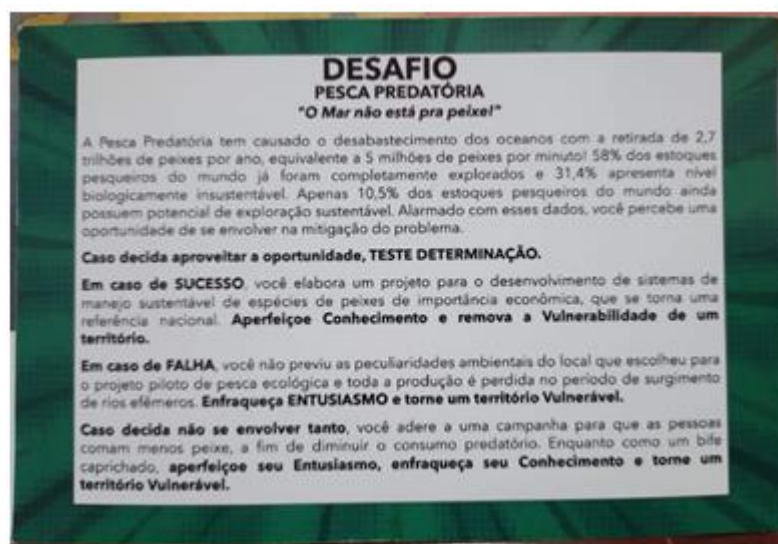 DESAFIO
PESCA PREDATÓRIA
"O Mar não está pra peixe!"
A Pesca Predatória tem causado o desabastecimento dos oceanos com a retirada de 2,7
trilhões de peixes por ano, equivalente a 5 milhões de peixes por minuto! 58% dos estoques
pesqueiros do mundo já foram completamente explorados e 31,4% apresenta nível
biologicamente insustentável. Apenas 10,5% dos estoques pesqueiros do mundo ainda
possuem potencial de exploração sustentável. Alarmado com esses dados, você percebe uma
oportunidade de se envolver na mitigação do problema.
Caso decida aproveitar a oportunidade, TESTE DETERMINAÇÃO.
Em caso de SUCESSO, você elabora um projeto para o desenvolvimento de sistemas de
manejo sustentável de espécies de peixes de importância econômica, que se torna uma
referência nacional. Aperfeiçoe Conhecimento e remova a Vulnerabilidade de um
território.
Em caso de FALHA, você não previu as peculiaridades ambientais do local que escolheu para
o projeto piloto de pesca ecológica e toda a produção é perdida no período de surgimento
de rios efêmeros. Enfraqueça ENTUSIASMO e torne um território Vulnerável.
Caso decida não se envolver tanto, você adere a uma campanha para que as pessoas
comam menos peixe, a fim de diminuir o consumo predatório. Enquanto come um bife
caprichado, aperfeiçoe seu Entusiasmo, enfraqueça seu Conhecimento e torne um
território Vulnerável.